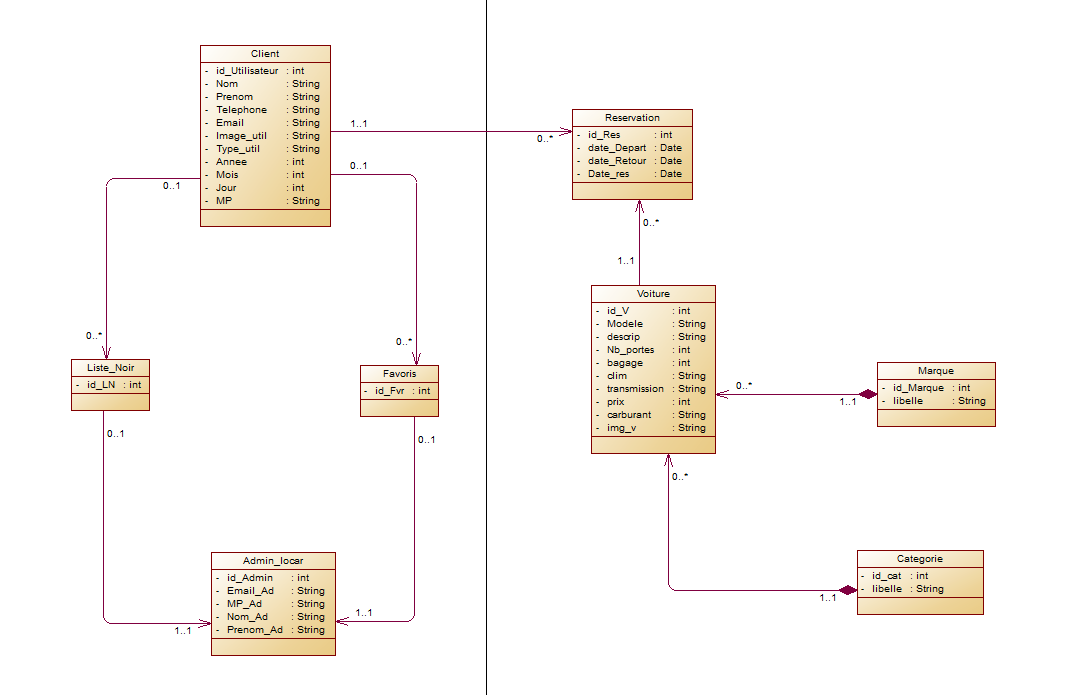 Client
- id_Utilisateur : int
- Nom : String
- Prenom : String
- Telephone : String
- Email : String
- Image_util : String
- Type_util : String
- Annee : int
- Mois : int
- Jour : int
- MP : String
1..1
0..*
0..1
0..1
Reservation
- id_Res : int
- date_Depart : Date
- date_Retour : Date
- Date_res : Date
0..*
1..1
0..*
0..*
Liste_Noir
- id_LN : int
0..1
Favoris
- id_Fvr : int
0..1
Voiture
- id_V : int
- Modele : String
- descrip : String
- Nb_portes : int
- bagage : int
- clim : String
- transmission : String
- prix : int
- carburant : String
- img_v : String
0..*
1..1
Marque
- id_Marque : int
- libelle : String
0..*
1..1
Categorie
- id_cat : int
- libelle : String
Admin_locar
- id_Admin : int
- Email_Ad : String
- MP_Ad : String
- Nom_Ad : String
- Prenom_Ad : String
1..1
1..1